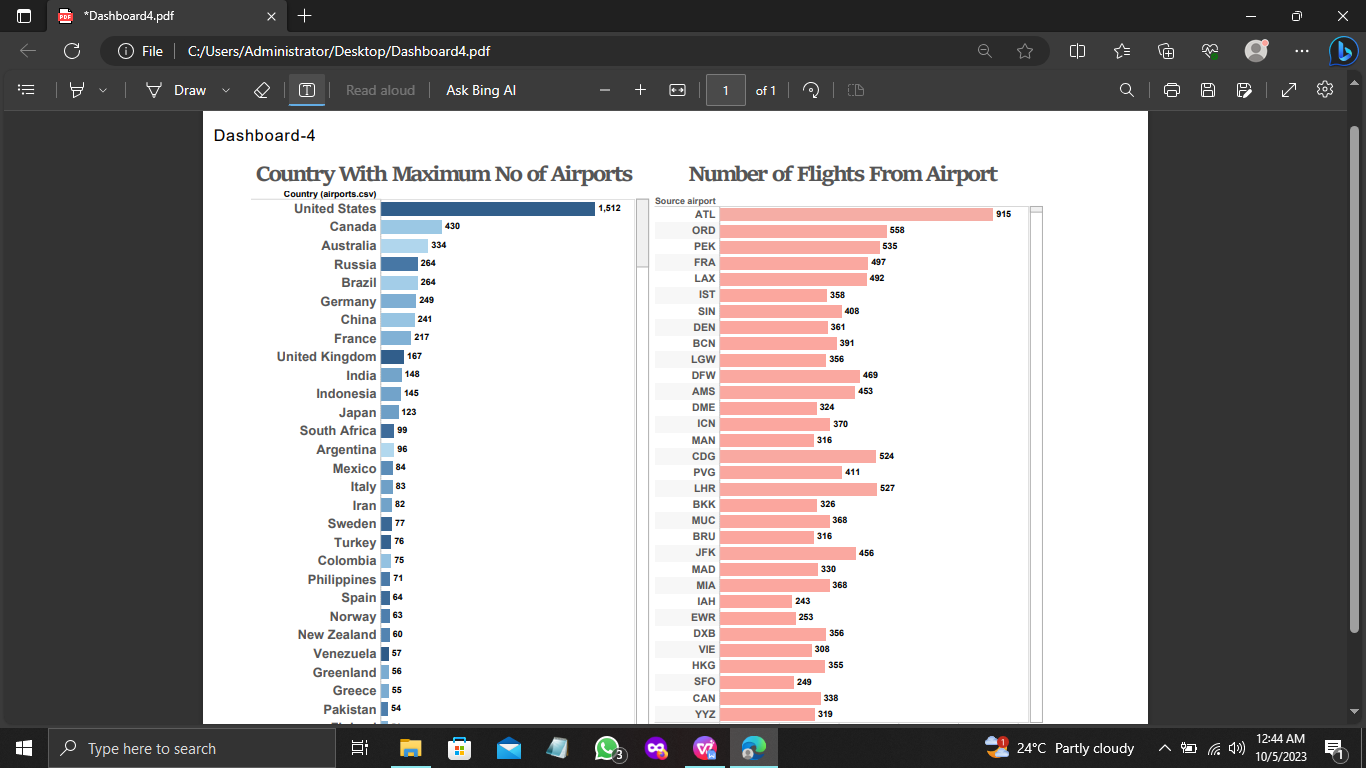 *Dashboard4.pdf
File
C:/Users/Administrator/Desktop/Dashboard4.pdf
Draw
Read aloud
Ask Bing AI
1
of 1
Dashboard-4
Country With Maximum No of Airports
Country (airports.csv)
United States 1,512
Canada 430
Australia 334
Russia 264
Brazil 264
Germany 249
China 241
France 217
United Kingdom 167
India 148
Indonesia 145
Japan 123
South Africa 99
Argentina 96
Mexico 84
Italy 83
Iran 82
Sweden 77
Turkey 76
Colombia 75
Philippines 71
Spain 64
Norway 63
New Zealand 60
Venezuela 57
Greenland 56
Greece 55
Pakistan 54
Number of Flights From Airport
Source airport
ATL 915
ORD 558
PEK 535
FRA 497
LAX 492
IST 358
SIN 408
DEN 361
BCN 391
LGW 356
DFW 469
AMS 453
DME 324
ICN 370
MAN 316
CDG 524
PVG 411
LHR 527
BKK 326
MUC 368
BRU 316
JFK 456
MAD 330
MIA 368
IAH 243
EWR 253
DXB 356
VIE 308
HKG 355
SFO 249
CAN 338
YYZ 319
Type here to search
3
1
24°C Partly cloudy
12:44 AM
10/5/2023
1